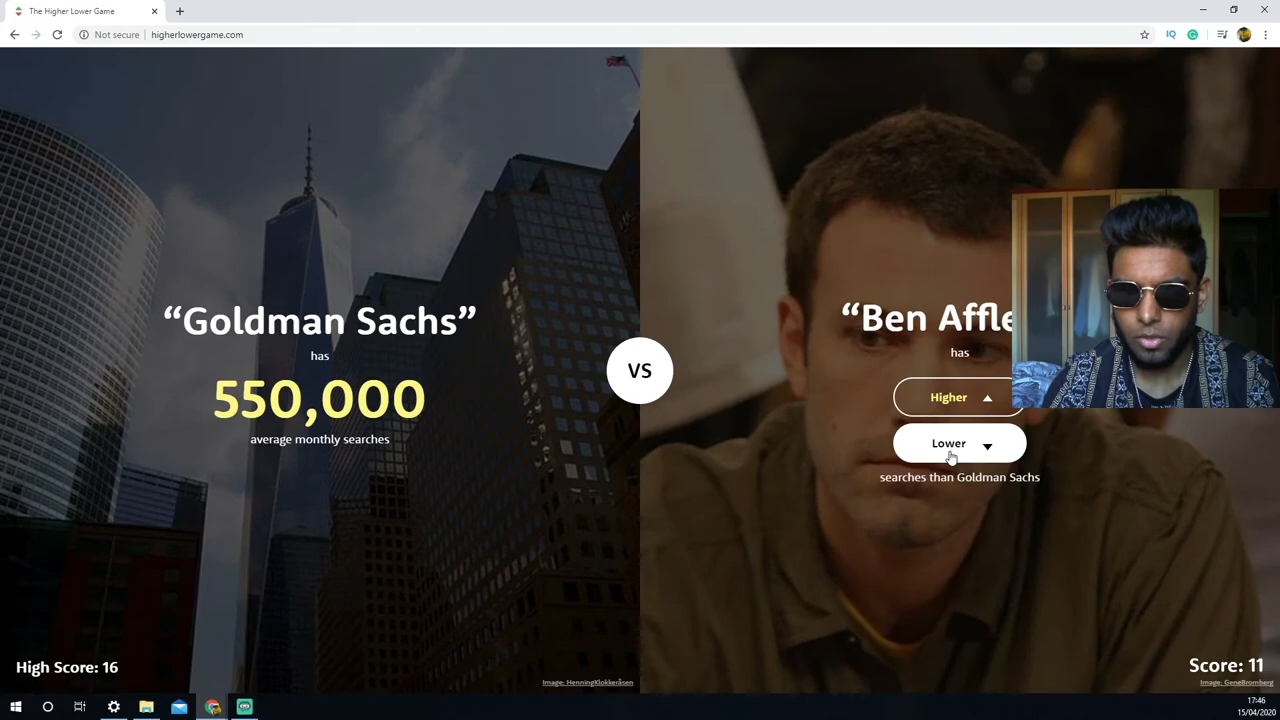 The Higher Lower Game
Not secure
higherlowergame.com
IQ
“Goldman Sachs”
has
550,000
average monthly searches
VS
“Ben Affle
has
Higher
Lower
searches than Goldman Sachs
High Score: 16
Score: 11
Image: HenningKlokkeråsen
Image: GeneBromberg
17:46
15/04/2020